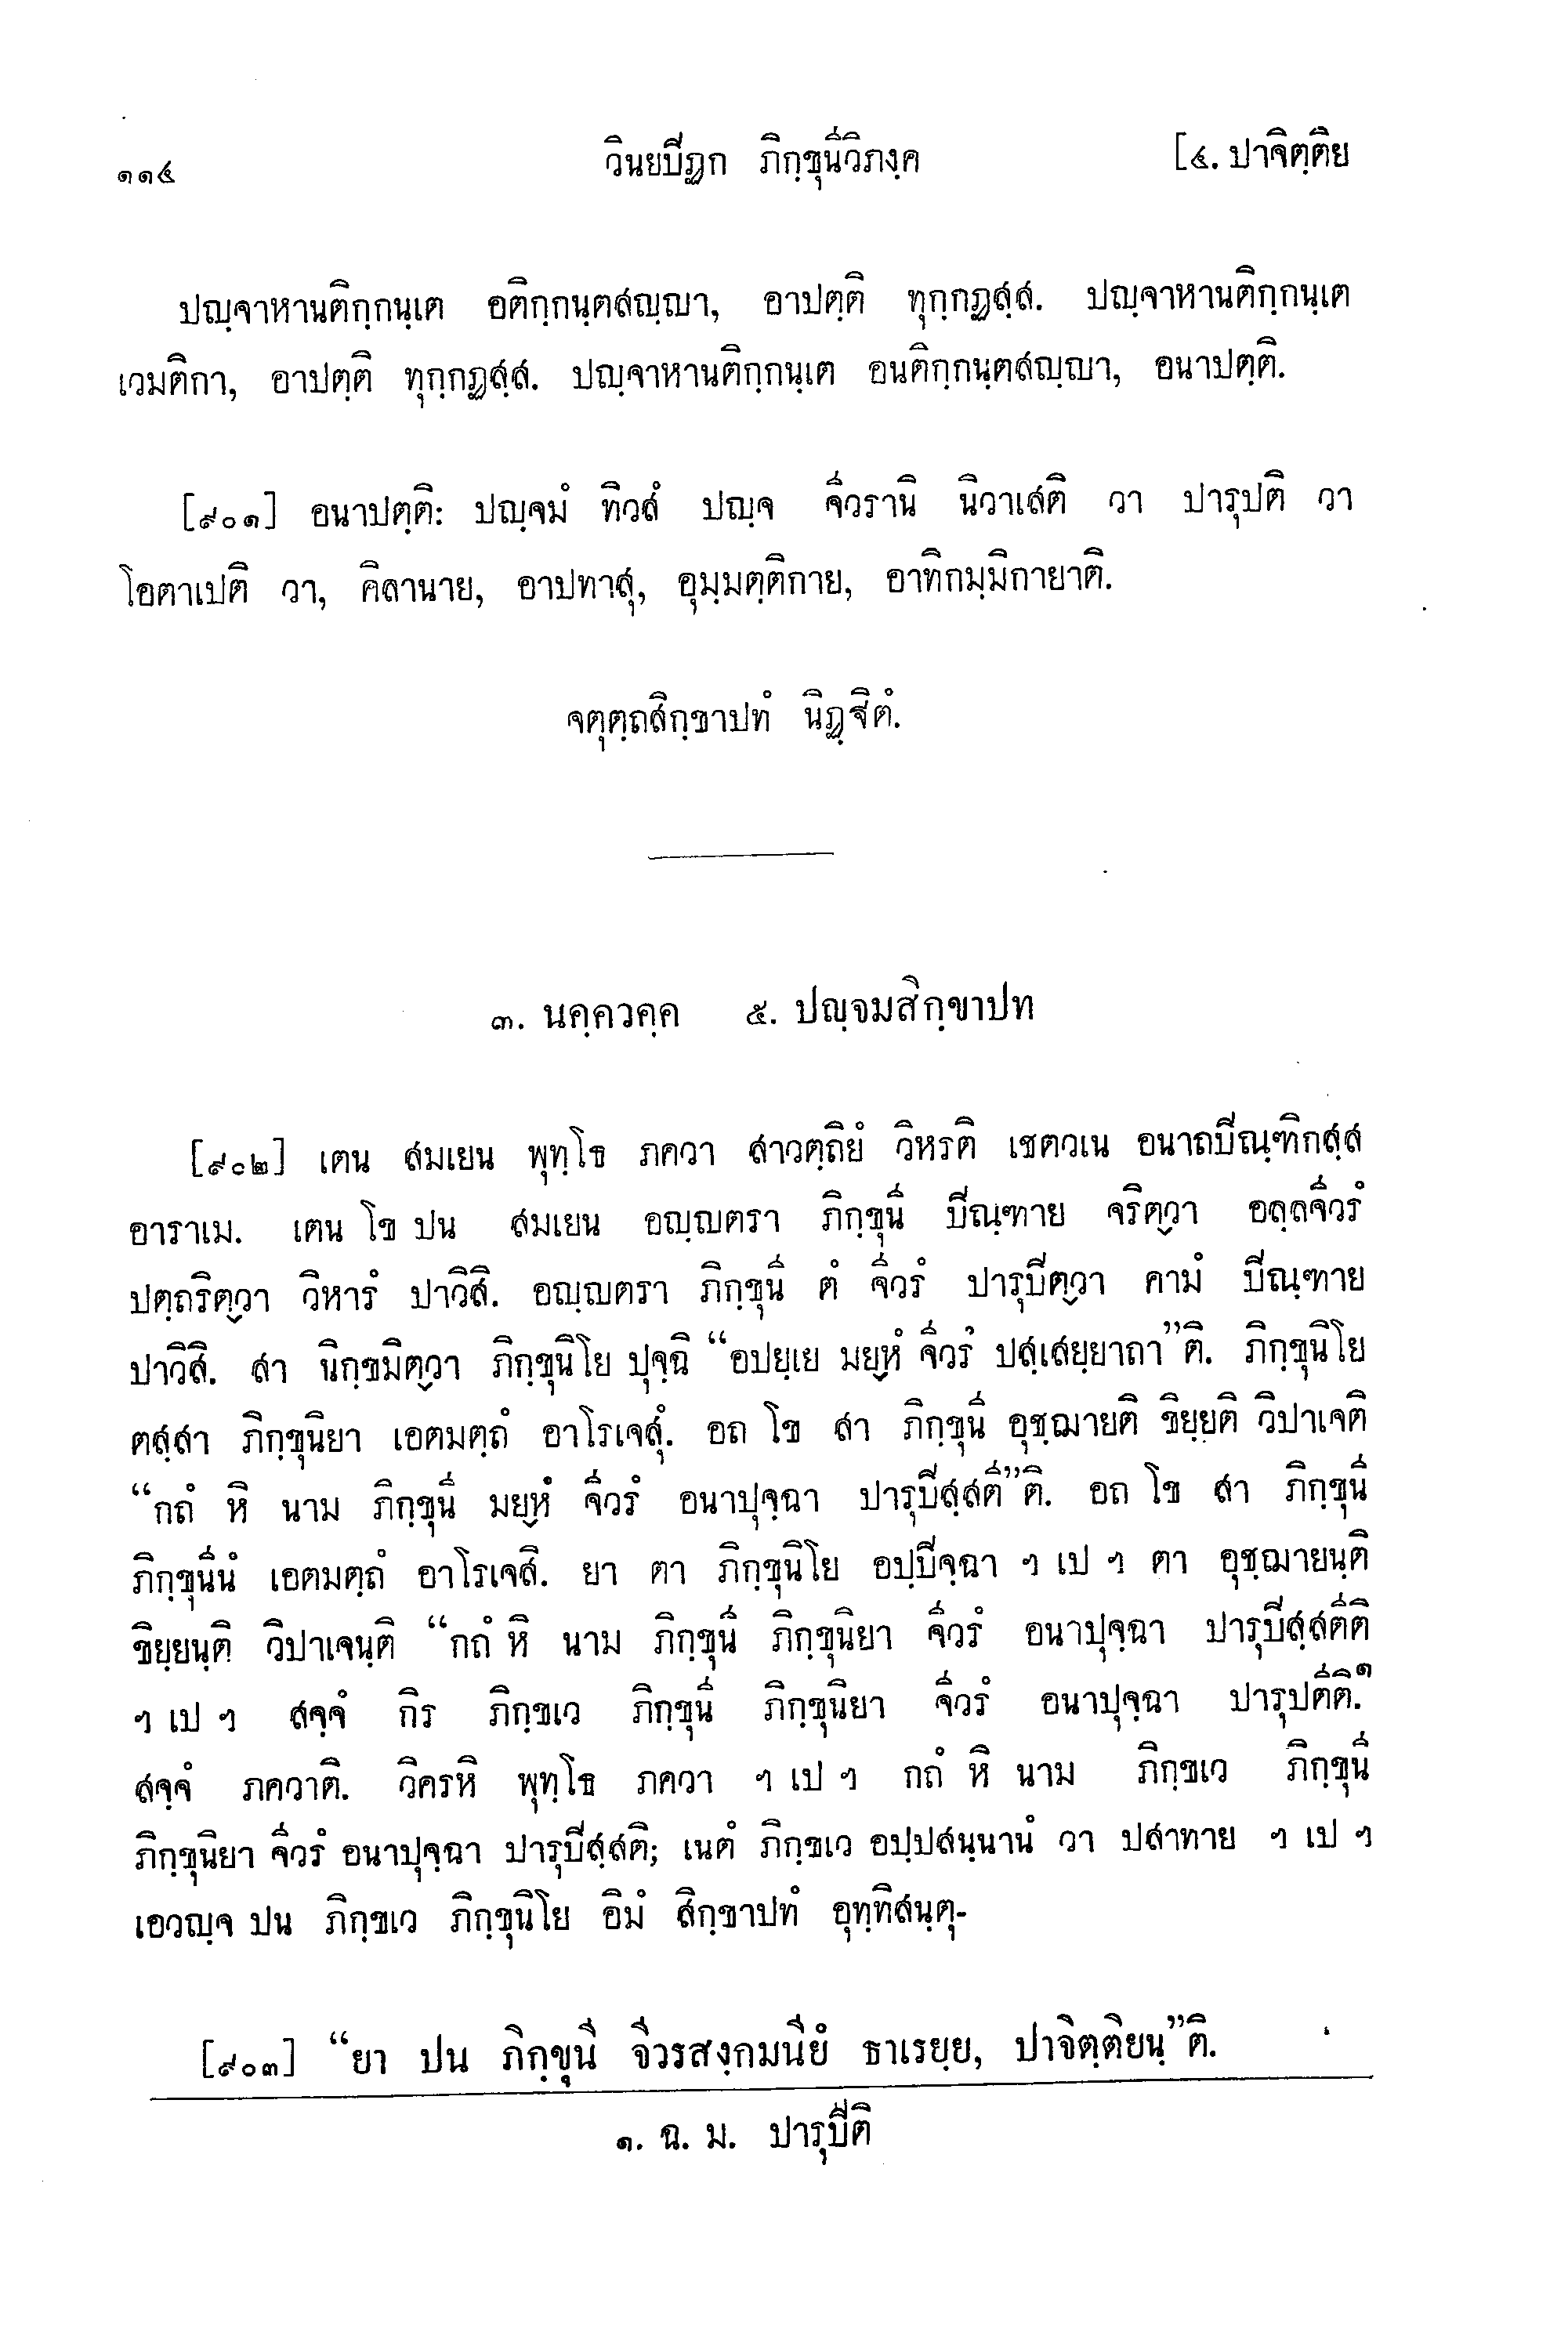 ๑๑๔ วินยปิฏก ภิกฺขุนีวิภงฺค [๔. ปาจิตฺติย
ปญฺจาหานติกฺกนฺเต อติกฺกนฺตสญฺญา, อาปตฺติ ทุกฺกฏสฺส. ปญฺจาหานติกฺกนฺเต
เวมติกา, อาปตฺติ ทุกฺกฏสฺส. ปญฺจาหานติกฺกนฺเต อนติกฺกนฺตสญฺญา, อนาปตฺติ.
[๙๐๑] อนาปตฺติ: ปญฺจมํ ทิวสํ ปญฺจ จีวรานิ นิวาเสติ วา ปารุปติ วา
โอตาเปติ วา, คิลานาย, อาปทาสุ, อุมฺมตฺติกาย, อาทิกมฺมิกายาติ.
จตุตฺถสิกฺขาปทํ นิฏฺฐิตํ.
๓. นคฺควคฺค ๕. ปญฺจมสิกฺขาปท
[๙๐๒] เตน สมเยน พุทฺโธ ภควา สาวตฺถิยํ วิหรติ เชตวเน อนาถปิณฺฑิกสฺส
อาราเม. เตน โข ปน สมเยน อญฺญตรา ภิกฺขุนี ปิณฺฑาย จริตฺวา อลฺลจีวรํ
ปตฺถริตฺวา วิหารํ ปาวิสิ. อญฺญตรา ภิกฺขุนี ตํ จีวรํ ปารุปิตฺวา คามํ ปิณฺฑาย
ปาวิสิ. สา นิกฺขมิตฺวา ภิกฺขุนิโย ปุจฺฉิ “อปยฺเย มยฺหํ จีวรํ ปสฺเสยฺยาถา”ติ. ภิกฺขุนิโย
ตสฺสา ภิกฺขุนิยา เอตมตฺถํ อาโรเจสุํ. อถ โข สา ภิกฺขุนี อุชฺฌายติ ขิยฺยติ วิปาเจติ
“กถํ หิ นาม ภิกฺขุนี มยฺหํ จีวรํ อนาปุจฺฉา ปารุปิสฺสตี”ติ. อถ โข สา ภิกฺขุนี
ภิกฺขุนีนํ เอตมตฺถํ อาโรเจสิ. ยา ตา ภิกฺขุนิโย อปฺปิจฺฉา ฯ เป ฯ ตา อุชฺฌายนฺติ
ขิยฺยนฺติ วิปาเจนฺติ “กถํ หิ นาม ภิกฺขุนี ภิกฺขุนิยา จีวรํ อนาปุจฺฉา ปารุปิสฺสตีติ
ฯ เป ฯ สจฺจํ กิร ภิกฺขเว ภิกฺขุนี ภิกฺขุนิยา จีวรํ อนาปุจฺฉา ปารุปตีติ.๑
สจฺจํ ภควาติ. วิครหิ พุทฺโธ ภควา ฯ เป ฯ กถํ หิ นาม ภิกฺขเว ภิกฺขุนี
ภิกฺขุนิยา จีวรํ อนาปุจฺฉา ปารุปิสฺสติ; เนตํ ภิกฺขเว อปฺปสนฺนานํ วา ปสาทาย ฯ เป ฯ
เอวญฺจ ปน ภิกฺขเว ภิกฺขุนิโย อิมํ สิกฺขาปทํ อุทฺทิสนฺตุ-
[๙๐๓] “ยา ปน ภิกฺขุนี จีวรสงฺกมนียํ ธาเรยฺย, ปาจิตฺติยนฺ”ติ.
๑. ฉ. ม. ปารุปีติ